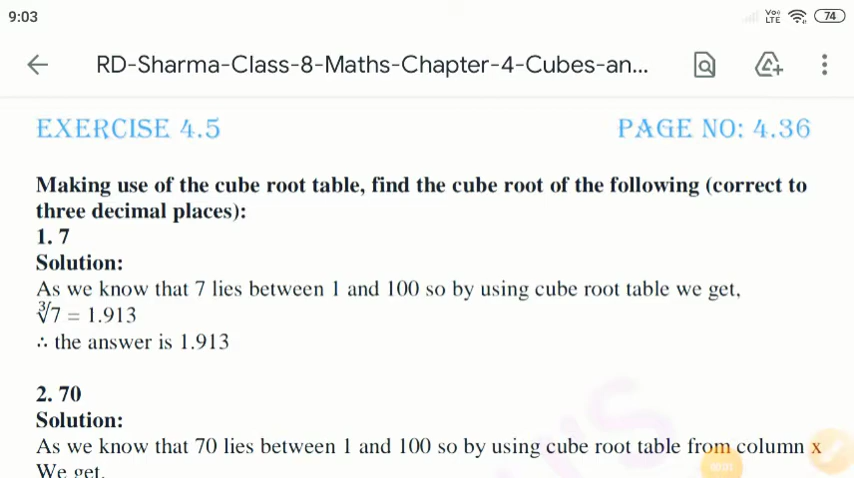 9:03
Vo
LTE
74
RD-Sharma-Class-8-Maths-Chapter-4-Cubes-an...
EXERCISE 4.5
PAGE NO: 4.36
Making use of the cube root table, find the cube root of the following (correct to
three decimal places):
1. 7
Solution:
As we know that 7 lies between 1 and 100 so by using cube root table we get,
∛7 = 1.913
∴ the answer is 1.913
2. 70
Solution:
As we know that 70 lies between 1 and 100 so by using cube root table from column x
We get,